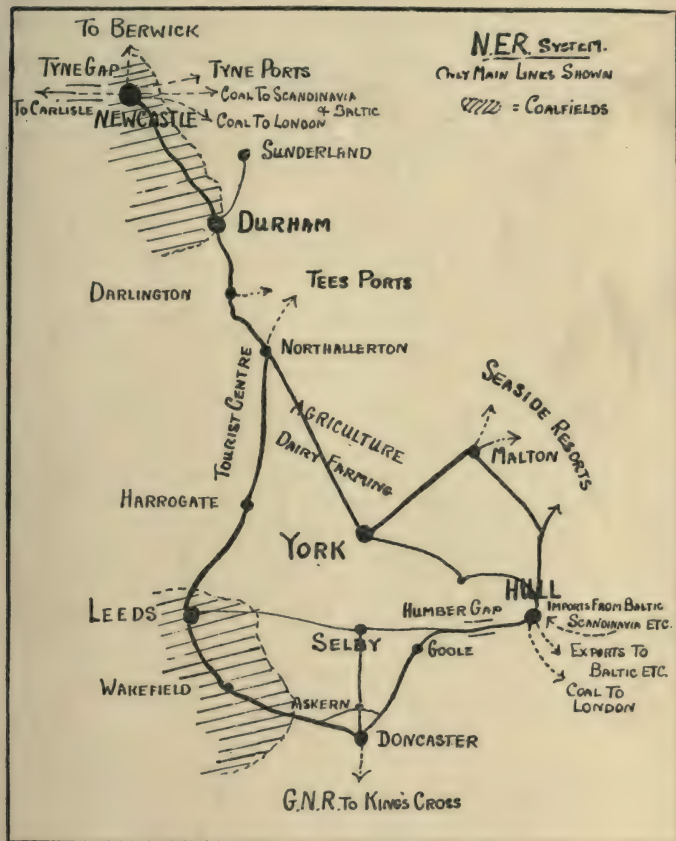 TO BERWICK
N.E.R. SYSTEM.
ONLY MAIN LINKS SHOWN
= COALFIELDS
TYNE GAP
TYNE PORTS
COAL TO SCANDINAVIA
& BALTIC
TO CARLISLE
NEWCASTLE
COAL TO LONDON
SUNDERLAND
DURHAM
DARLINGTON
TEES PORTS
NORTHALLERTON
TOURIST CENTRE
AGRICULTURE
DAIRY FARMING
SEASIDE RESORTS
MALTON
HARROGATE
YORK
LEEDS
HUMBER GAP
HULL
IMPORTS FROM BALTIC
SCANDINAVIA ETC.
SELBY
GOOLE
EXPORTS TO
BALTIC ETC.
COAL TO
LONDON
WAKEFIELD
ASKERN
DONCASTER
G.N.R. TO KING'S CROSS